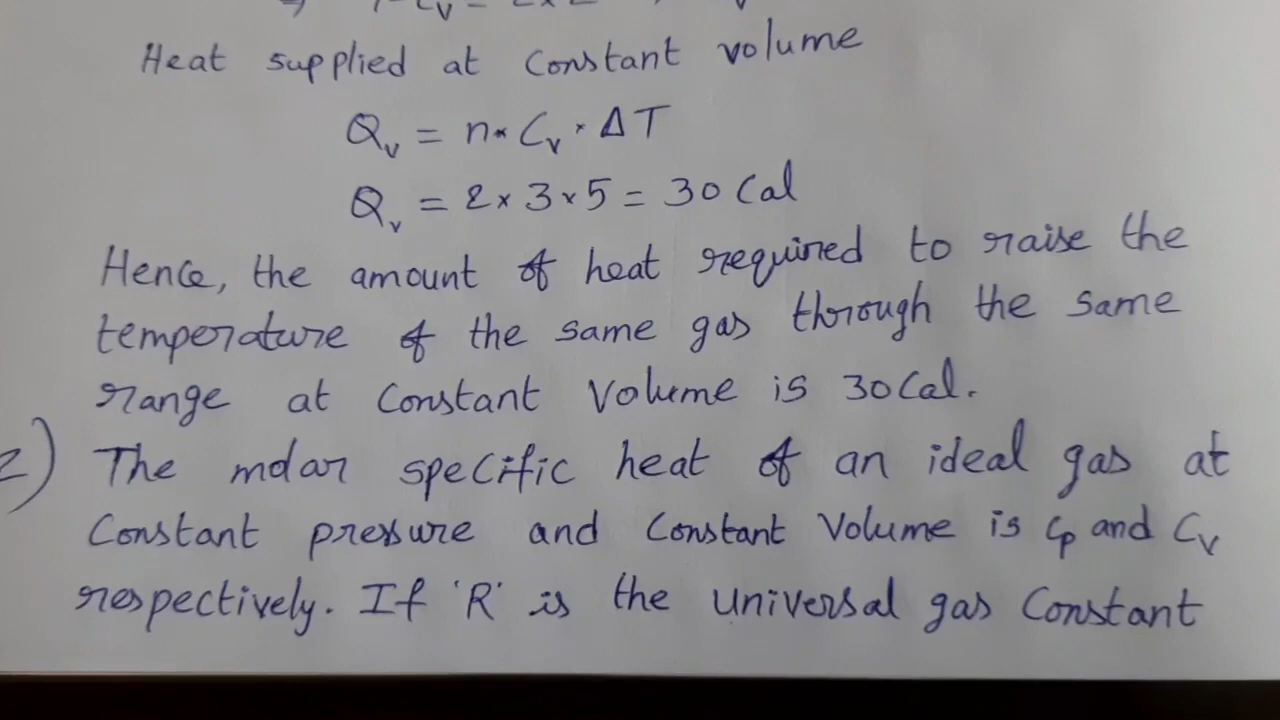 Heat supplied at Constant volume
Qv = n × Cv × ΔT
Qv = 2 × 3 × 5 = 30 Cal
Hence, the amount of heat required to raise the
temperature of the same gas through the same
range at Constant Volume is 30 Cal.
2) The molar specific heat of an ideal gas at
Constant pressure and Constant Volume is Cp and Cv
respectively. If 'R' is the universal gas Constant